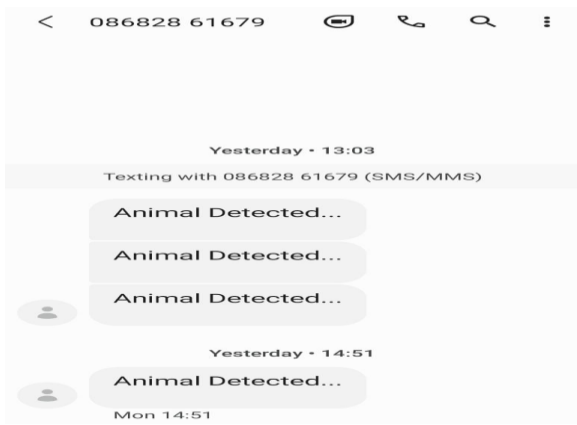 086828 61679
Yesterday • 13:03
Texting with 086828 61679 (SMS/MMS)
Animal Detected...
Animal Detected...
Animal Detected...
Yesterday • 14:51
Animal Detected...
Mon 14:51